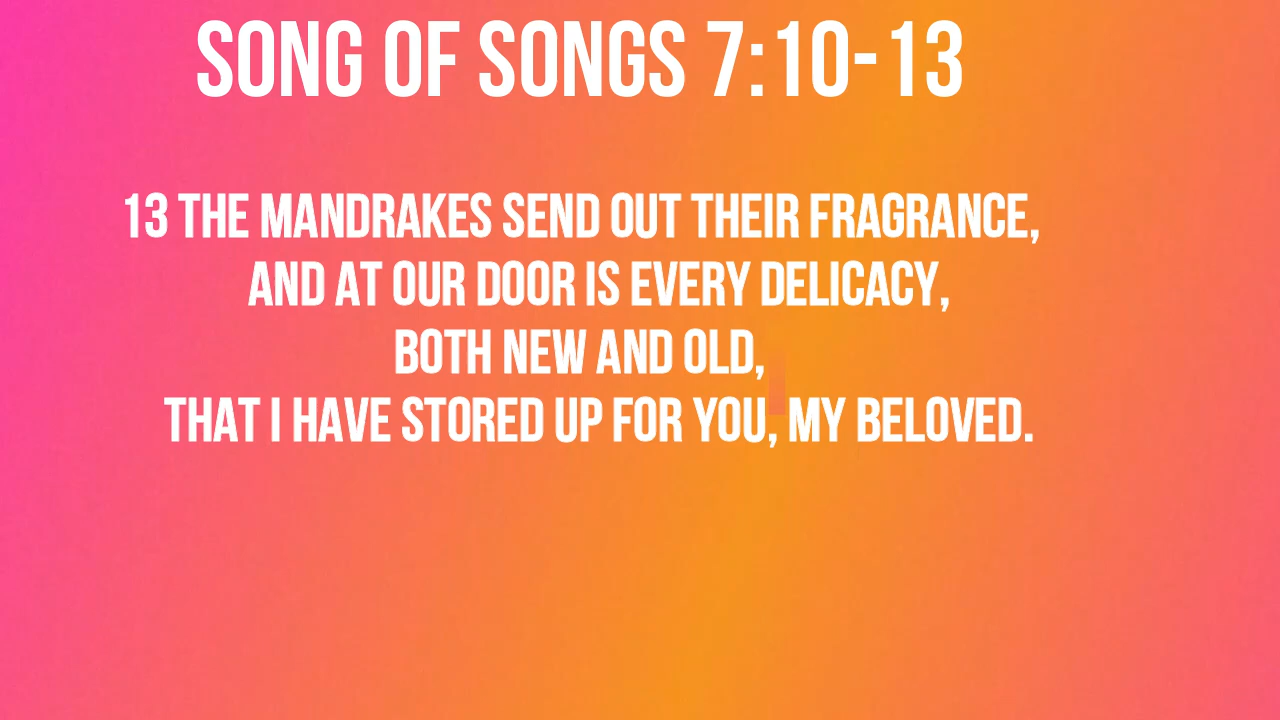 SONG OF SONGS 7:10-13
13 THE MANDRAKES SEND OUT THEIR FRAGRANCE,
AND AT OUR DOOR IS EVERY DELICACY,
BOTH NEW AND OLD,
THAT I HAVE STORED UP FOR YOU, MY BELOVED.